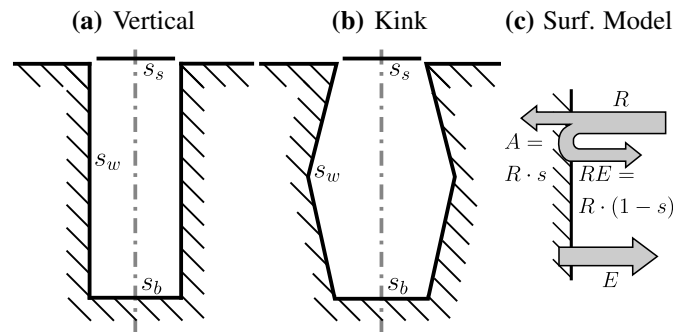 (a) Vertical
(b) Kink
(c) Surf. Model
s_s
s_w
s_b
s_s
s_w
s_b
R
A =
R · s
RE =
R · (1 − s)
E